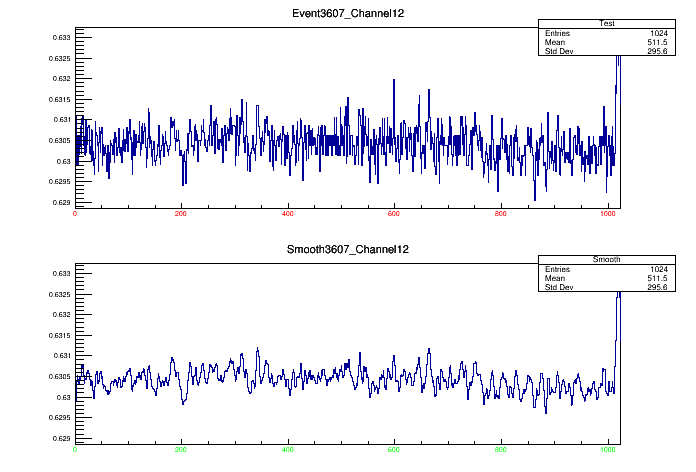 Event3607_Channel12
Test
Entries 1024
Mean 511.5
Std Dev 295.6
0.633
0.6325
0.632
0.6315
0.631
0.6305
0.63
0.6295
0.629
0 200 400 600 800 1000
Smooth3607_Channel12
Smooth
Entries 1024
Mean 511.5
Std Dev 295.6
0.633
0.6325
0.632
0.6315
0.631
0.6305
0.63
0.6295
0.629
0 200 400 600 800 1000